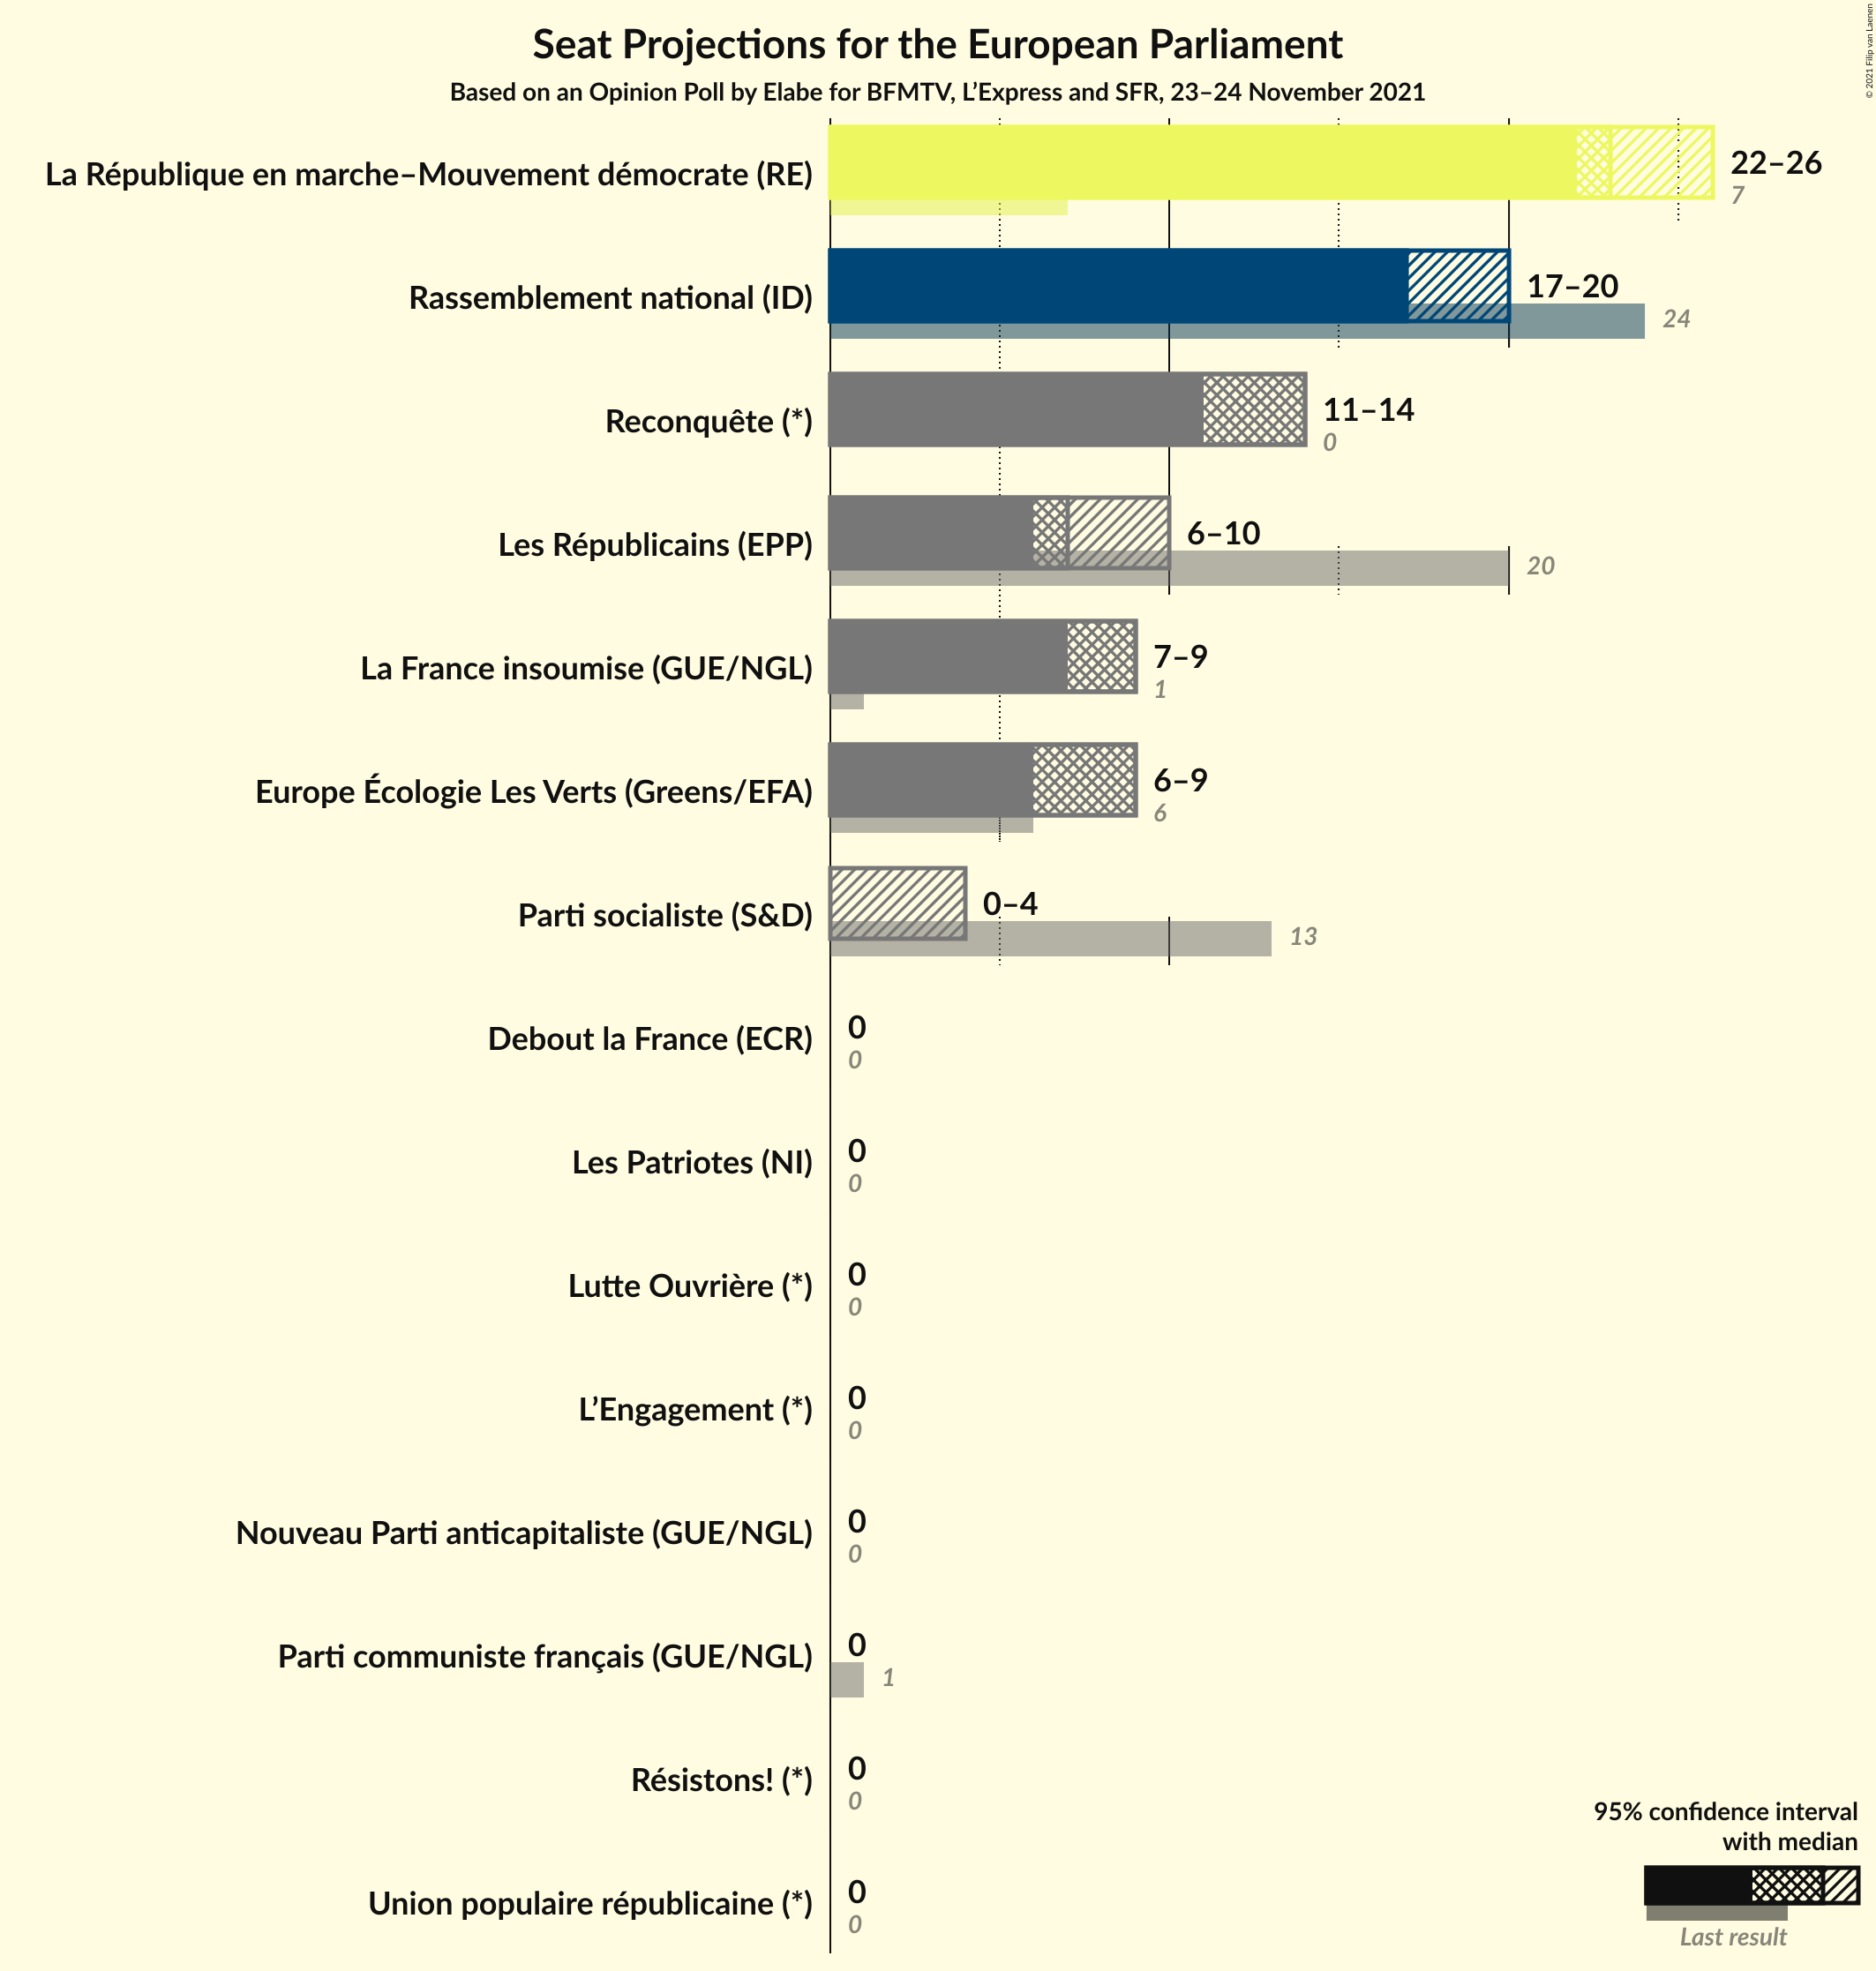 Seat Projections for the European Parliament
Based on an Opinion Poll by Elabe for BFMTV, L’Express and SFR, 23–24 November 2021
© 2021 Filip van Laenen
La République en marche–Mouvement démocrate (RE)
22–26
7
Rassemblement national (ID)
17–20
24
Reconquête (*)
11–14
0
Les Républicains (EPP)
6–10
20
La France insoumise (GUE/NGL)
7–9
1
Europe Écologie Les Verts (Greens/EFA)
6–9
6
Parti socialiste (S&D)
0–4
13
Debout la France (ECR)
0
0
Les Patriotes (NI)
0
0
Lutte Ouvrière (*)
0
0
L’Engagement (*)
0
0
Nouveau Parti anticapitaliste (GUE/NGL)
0
0
Parti communiste français (GUE/NGL)
0
1
Résistons! (*)
0
0
Union populaire républicaine (*)
0
0
95% confidence interval
with median
Last result